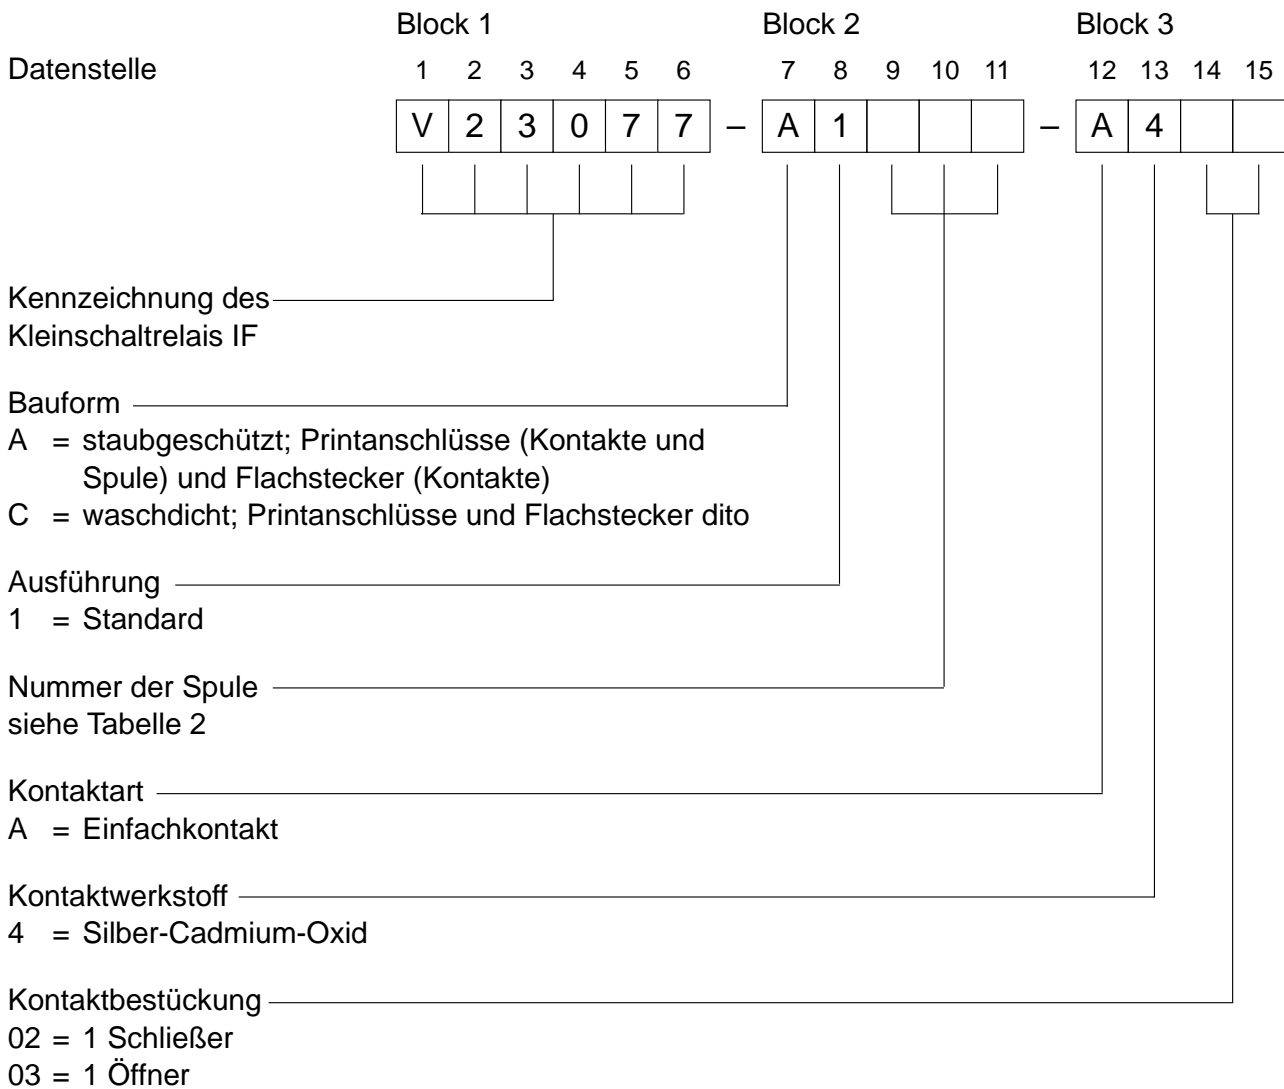 Block 1 Block 2 Block 3
Datenstelle 1 2 3 4 5 6 7 8 9 10 11 12 13 14 15
V 2 3 0 7 7 – A 1 – A 4
Kennzeichnung des
Kleinschaltrelais IF
Bauform
A = staubgeschützt; Printanschlüsse (Kontakte und
Spule) und Flachstecker (Kontakte)
C = waschdicht; Printanschlüsse und Flachstecker dito
Ausführung
1 = Standard
Nummer der Spule
siehe Tabelle 2
Kontaktart
A = Einfachkontakt
Kontaktwerkstoff
4 = Silber-Cadmium-Oxid
Kontaktbestückung
02 = 1 Schließer
03 = 1 Öffner